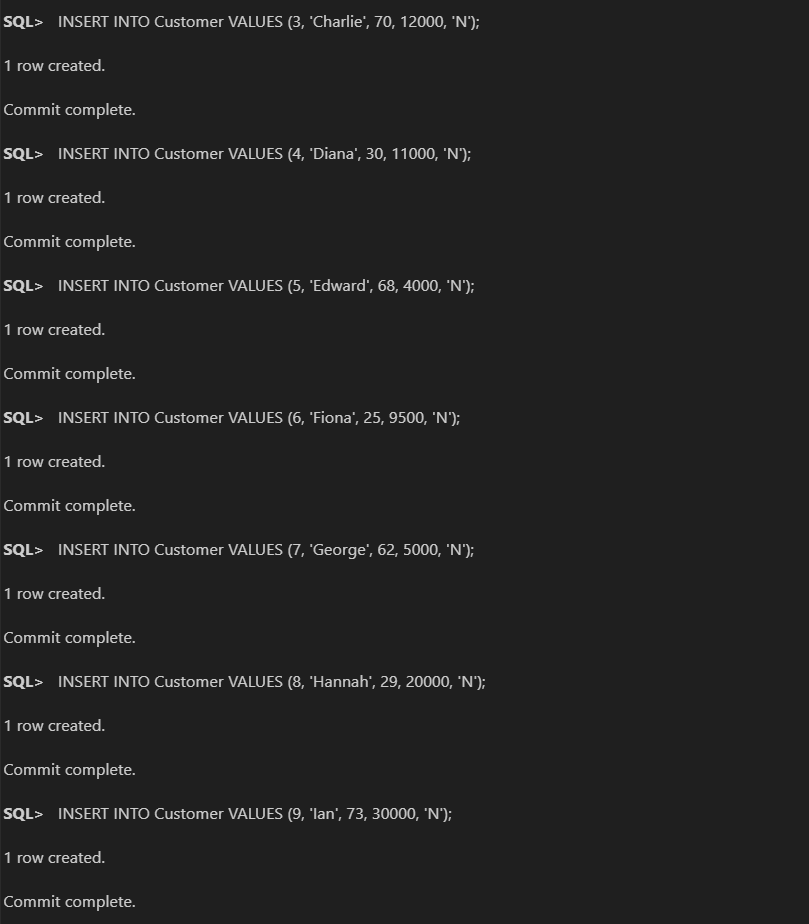 SQL> INSERT INTO Customer VALUES (3, 'Charlie', 70, 12000, 'N');
1 row created.
Commit complete.
SQL> INSERT INTO Customer VALUES (4, 'Diana', 30, 11000, 'N');
1 row created.
Commit complete.
SQL> INSERT INTO Customer VALUES (5, 'Edward', 68, 4000, 'N');
1 row created.
Commit complete.
SQL> INSERT INTO Customer VALUES (6, 'Fiona', 25, 9500, 'N');
1 row created.
Commit complete.
SQL> INSERT INTO Customer VALUES (7, 'George', 62, 5000, 'N');
1 row created.
Commit complete.
SQL> INSERT INTO Customer VALUES (8, 'Hannah', 29, 20000, 'N');
1 row created.
Commit complete.
SQL> INSERT INTO Customer VALUES (9, 'Ian', 73, 30000, 'N');
1 row created.
Commit complete.